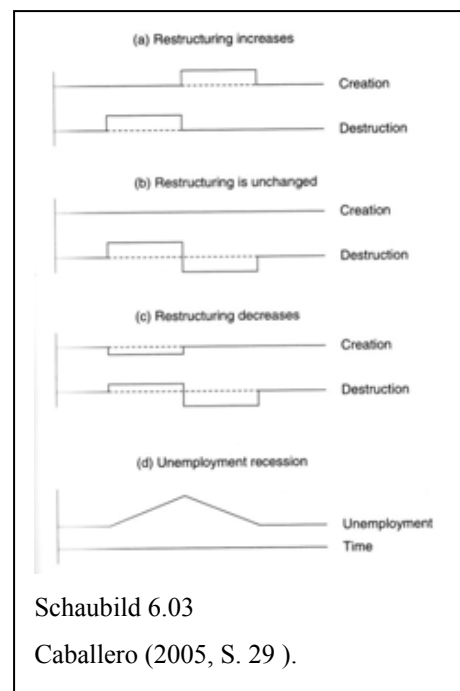 (a) Restructuring increases
Creation
Destruction
(b) Restructuring is unchanged
Creation
Destruction
(c) Restructuring decreases
Creation
Destruction
(d) Unemployment recession
Unemployment
Time
Schaubild 6.03
Caballero (2005, S. 29 ).